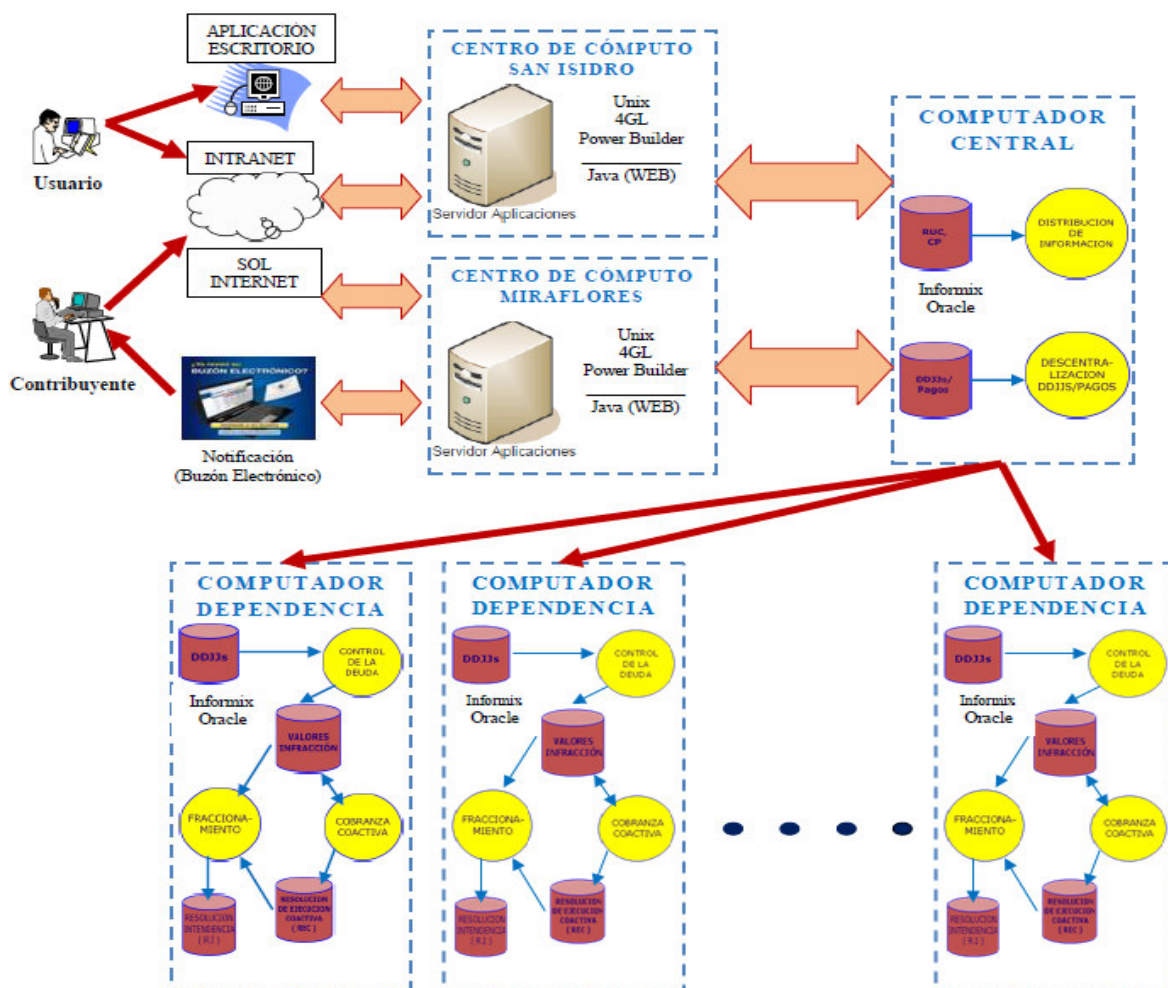 APLICACIÓN
ESCRITORIO
Usuario
INTRANET
SOL
INTERNET
Contribuyente
BUZÓN ELECTRÓNICO?
Notificación
(Buzón Electrónico)
CENTRO DE CÓMPUTO
SAN ISIDRO
Unix
4GL
Power Builder
Java (WEB)
Servidor Aplicaciones
CENTRO DE CÓMPUTO
MIRAFLORES
Unix
4GL
Power Builder
Java (WEB)
Servidor Aplicaciones
COMPUTADOR
CENTRAL
RUC,
CP
DISTRIBUCION
DE
INFORMACION
Informix
Oracle
DDJJs/
Pagos
DESCENTRA-
LIZACION
DDJJS/PAGOS
COMPUTADOR
DEPENDENCIA
DDJJs
CONTROL
DE LA
DEUDA
Informix
Oracle
VALORES
INFRACCIÓN
FRACCIONA-
MIENTO
COBRANZA
COACTIVA
RESOLUCION
INTENDENCIA
( R.I )
RESOLUCION
DE EJECUCION
COACTIVA
( REC )
COMPUTADOR
DEPENDENCIA
DDJJs
CONTROL
DE LA
DEUDA
Informix
Oracle
VALORES
INFRACCIÓN
FRACCIONA-
MIENTO
COBRANZA
COACTIVA
RESOLUCION
INTENDENCIA
( R.I )
RESOLUCION
DE EJECUCION
COACTIVA
( REC )
COMPUTADOR
DEPENDENCIA
DDJJs
CONTROL
DE LA
DEUDA
Informix
Oracle
VALORES
INFRACCIÓN
FRACCIONA-
MIENTO
COBRANZA
COACTIVA
RESOLUCION
INTENDENCIA
( R.I )
RESOLUCION
DE EJECUCION
COACTIVA
( REC )